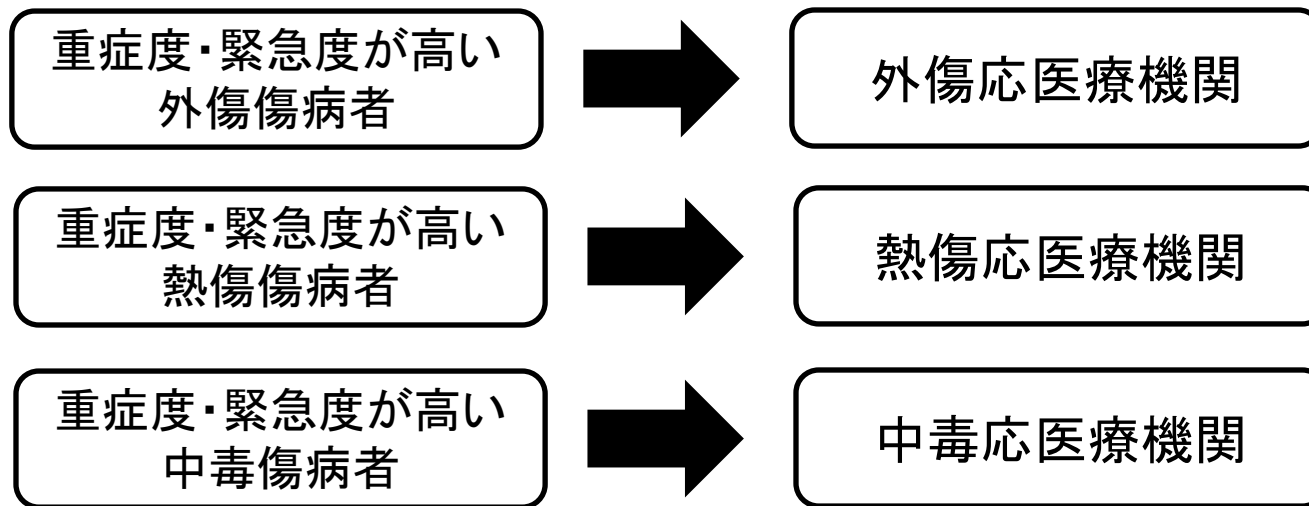 重症度・緊急度が高い
外傷傷病者
外傷応医療機関
重症度・緊急度が高い
熱傷傷病者
熱傷応医療機関
重症度・緊急度が高い
中毒傷病者
中毒応医療機関